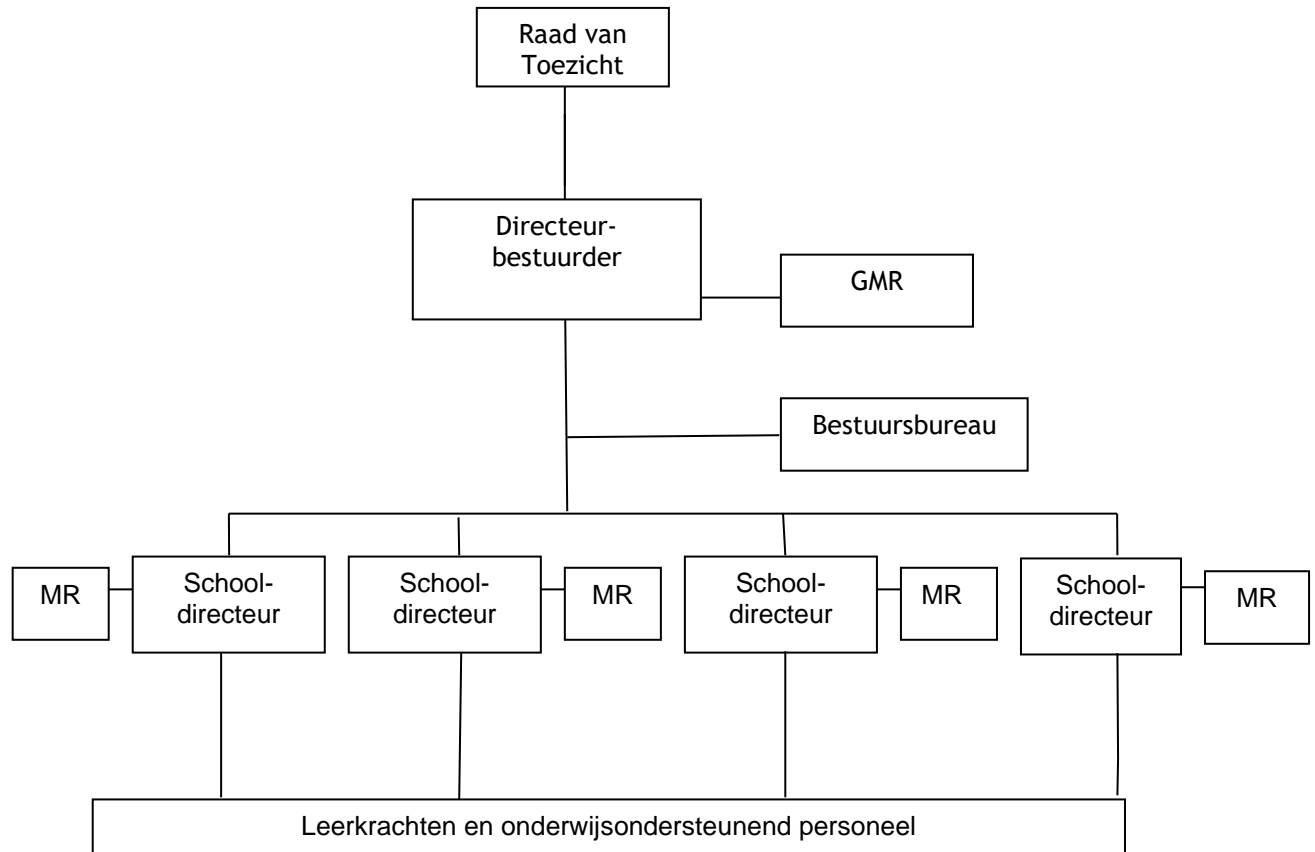 Raad van
Toezicht
Directeur-
bestuurder
GMR
Bestuursbureau
MR
School-
directeur
School-
directeur
MR
School-
directeur
MR
School-
directeur
MR
Leerkrachten en onderwijsondersteunend personeel